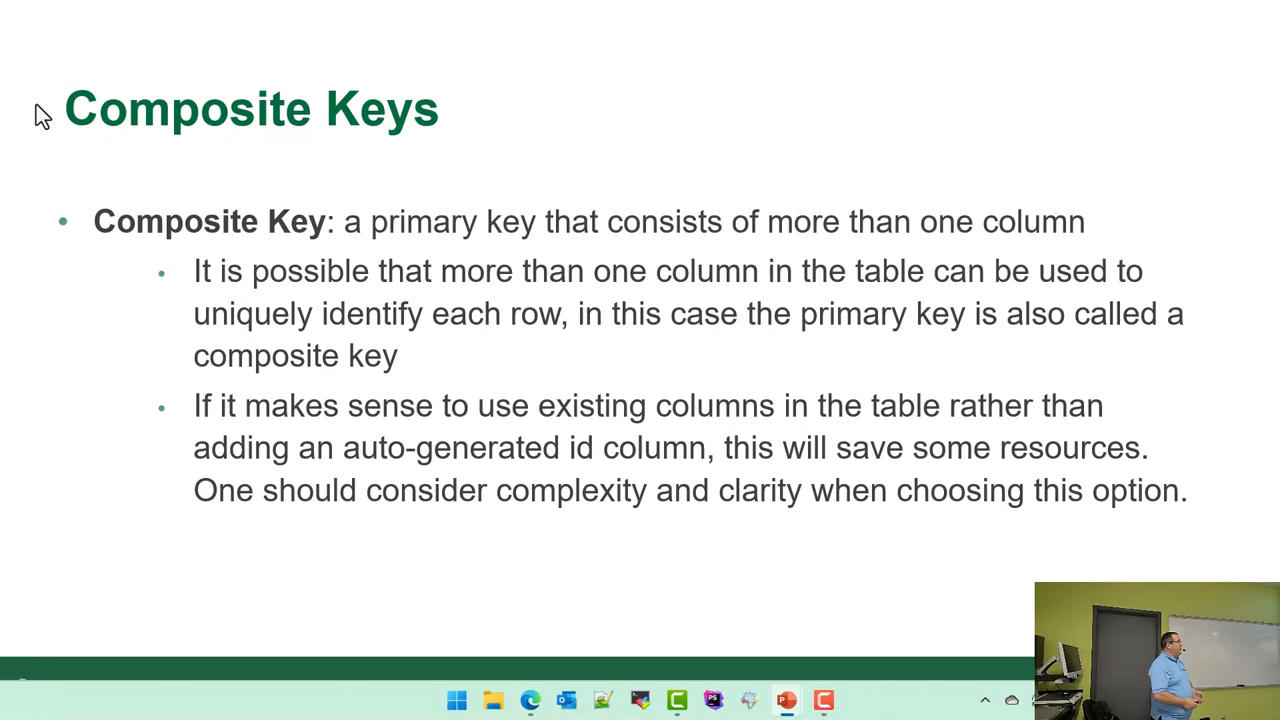 Composite Keys
• Composite Key: a primary key that consists of more than one column
• It is possible that more than one column in the table can be used to
uniquely identify each row, in this case the primary key is also called a
composite key
• If it makes sense to use existing columns in the table rather than
adding an auto-generated id column, this will save some resources.
One should consider complexity and clarity when choosing this option.
PS